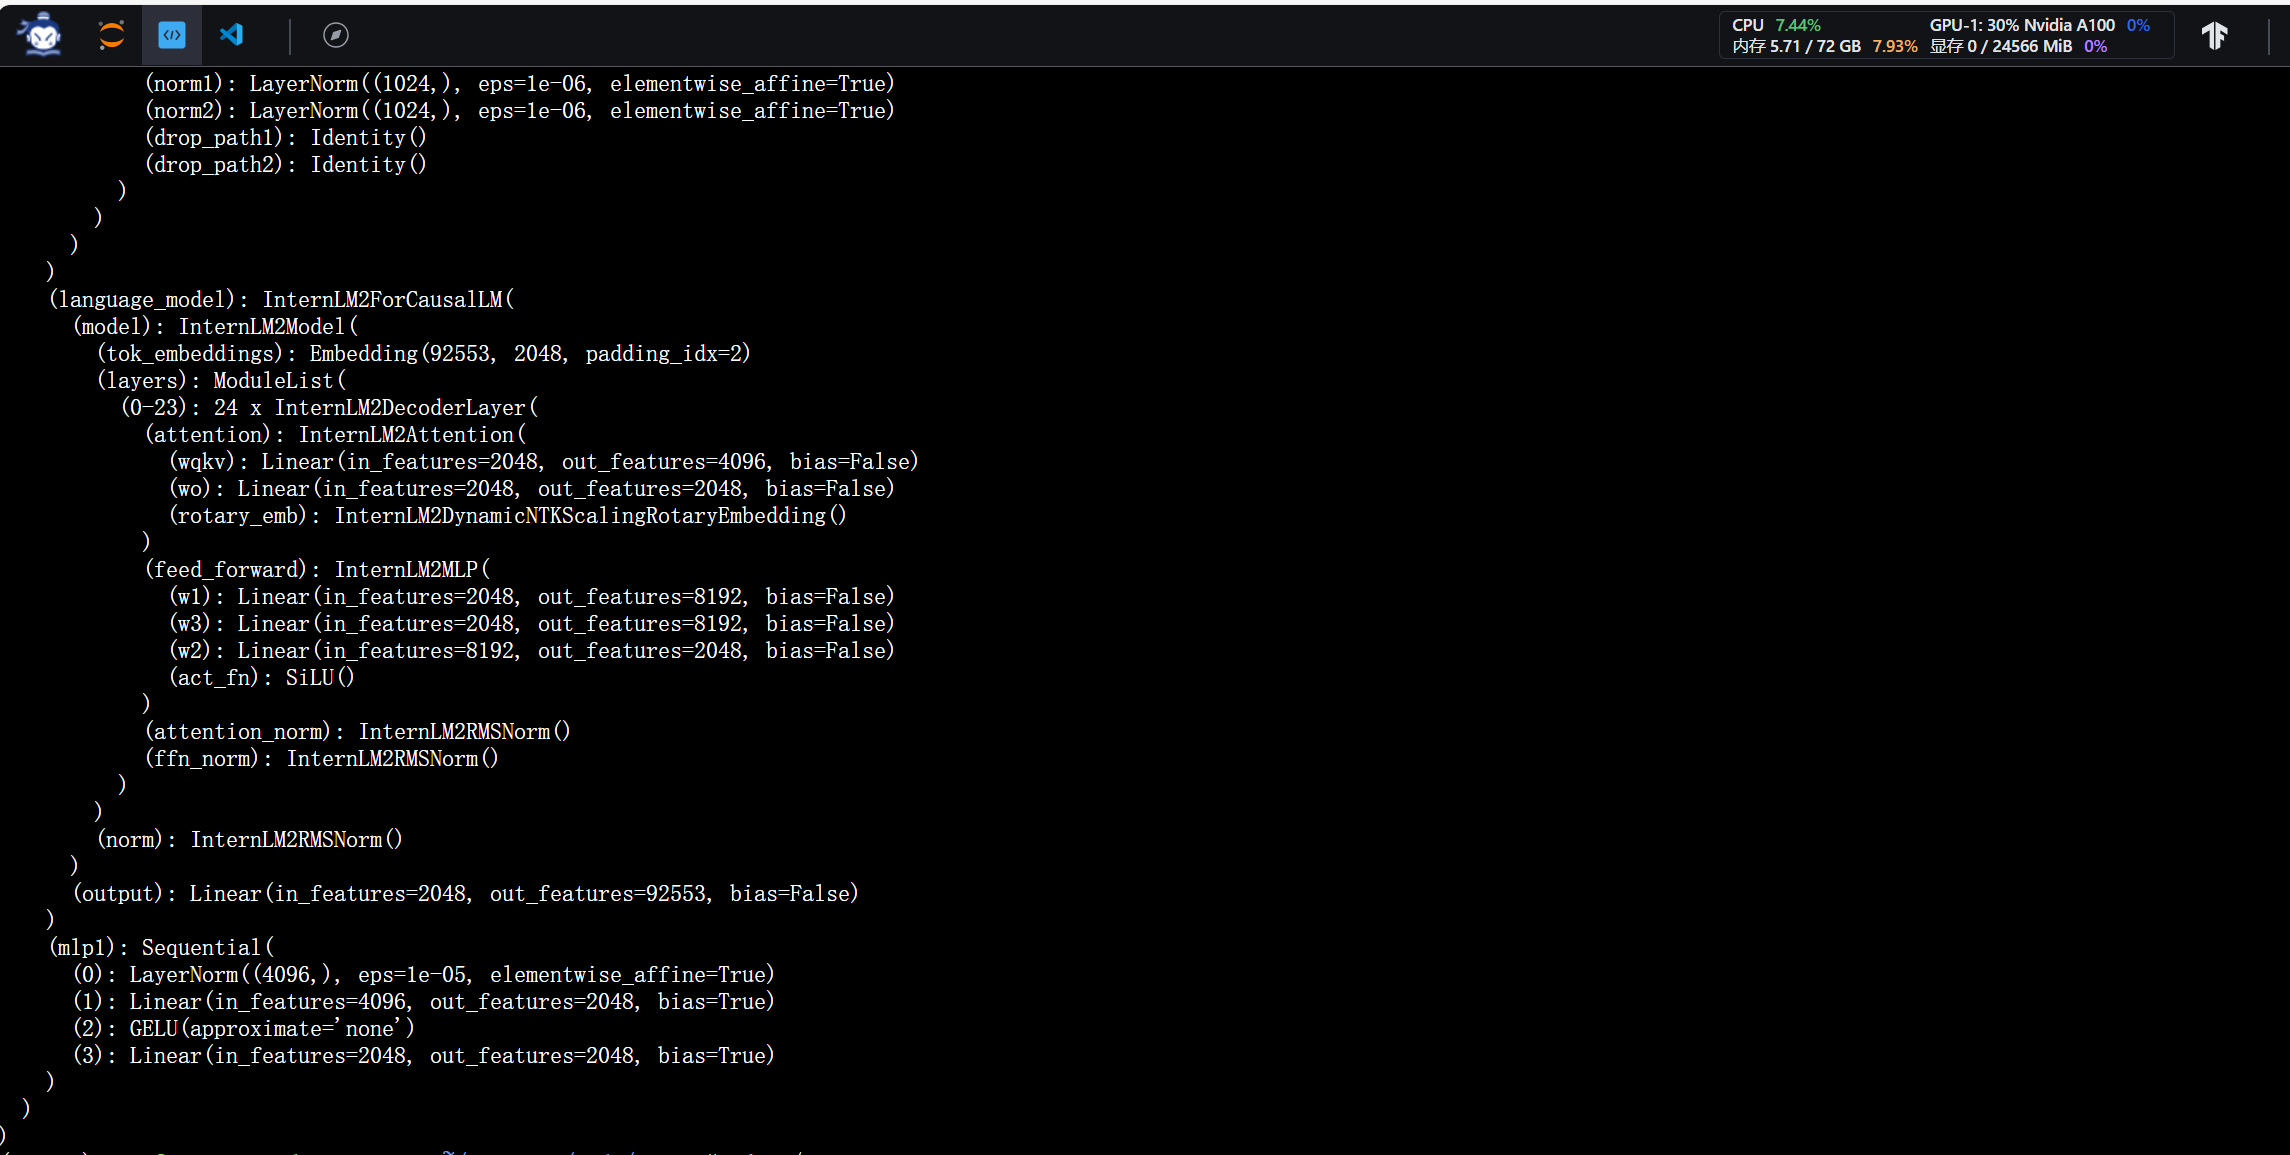 CPU 7.44% GPU-1: 30% Nvidia A100 0%
内存 5.71 / 72 GB 7.93% 显存 0 / 24566 MiB 0%
(norm1): LayerNorm((1024,), eps=1e-06, elementwise_affine=True)
(norm2): LayerNorm((1024,), eps=1e-06, elementwise_affine=True)
(drop_path1): Identity()
(drop_path2): Identity()
)
)
)
)
(language_model): InternLM2ForCausalLM(
(model): InternLM2Model(
(tok_embeddings): Embedding(92553, 2048, padding_idx=2)
(layers): ModuleList(
(0-23): 24 x InternLM2DecoderLayer(
(attention): InternLM2Attention(
(wqkv): Linear(in_features=2048, out_features=4096, bias=False)
(wo): Linear(in_features=2048, out_features=2048, bias=False)
(rotary_emb): InternLM2DynamicNTKScalingRotaryEmbedding()
)
(feed_forward): InternLM2MLP(
(w1): Linear(in_features=2048, out_features=8192, bias=False)
(w3): Linear(in_features=2048, out_features=8192, bias=False)
(w2): Linear(in_features=8192, out_features=2048, bias=False)
(act_fn): SiLU()
)
(attention_norm): InternLM2RMSNorm()
(ffn_norm): InternLM2RMSNorm()
)
)
(norm): InternLM2RMSNorm()
)
(output): Linear(in_features=2048, out_features=92553, bias=False)
)
(mlp1): Sequential(
(0): LayerNorm((4096,), eps=1e-05, elementwise_affine=True)
(1): Linear(in_features=4096, out_features=2048, bias=True)
(2): GELU(approximate='none')
(3): Linear(in_features=2048, out_features=2048, bias=True)
)
)
)